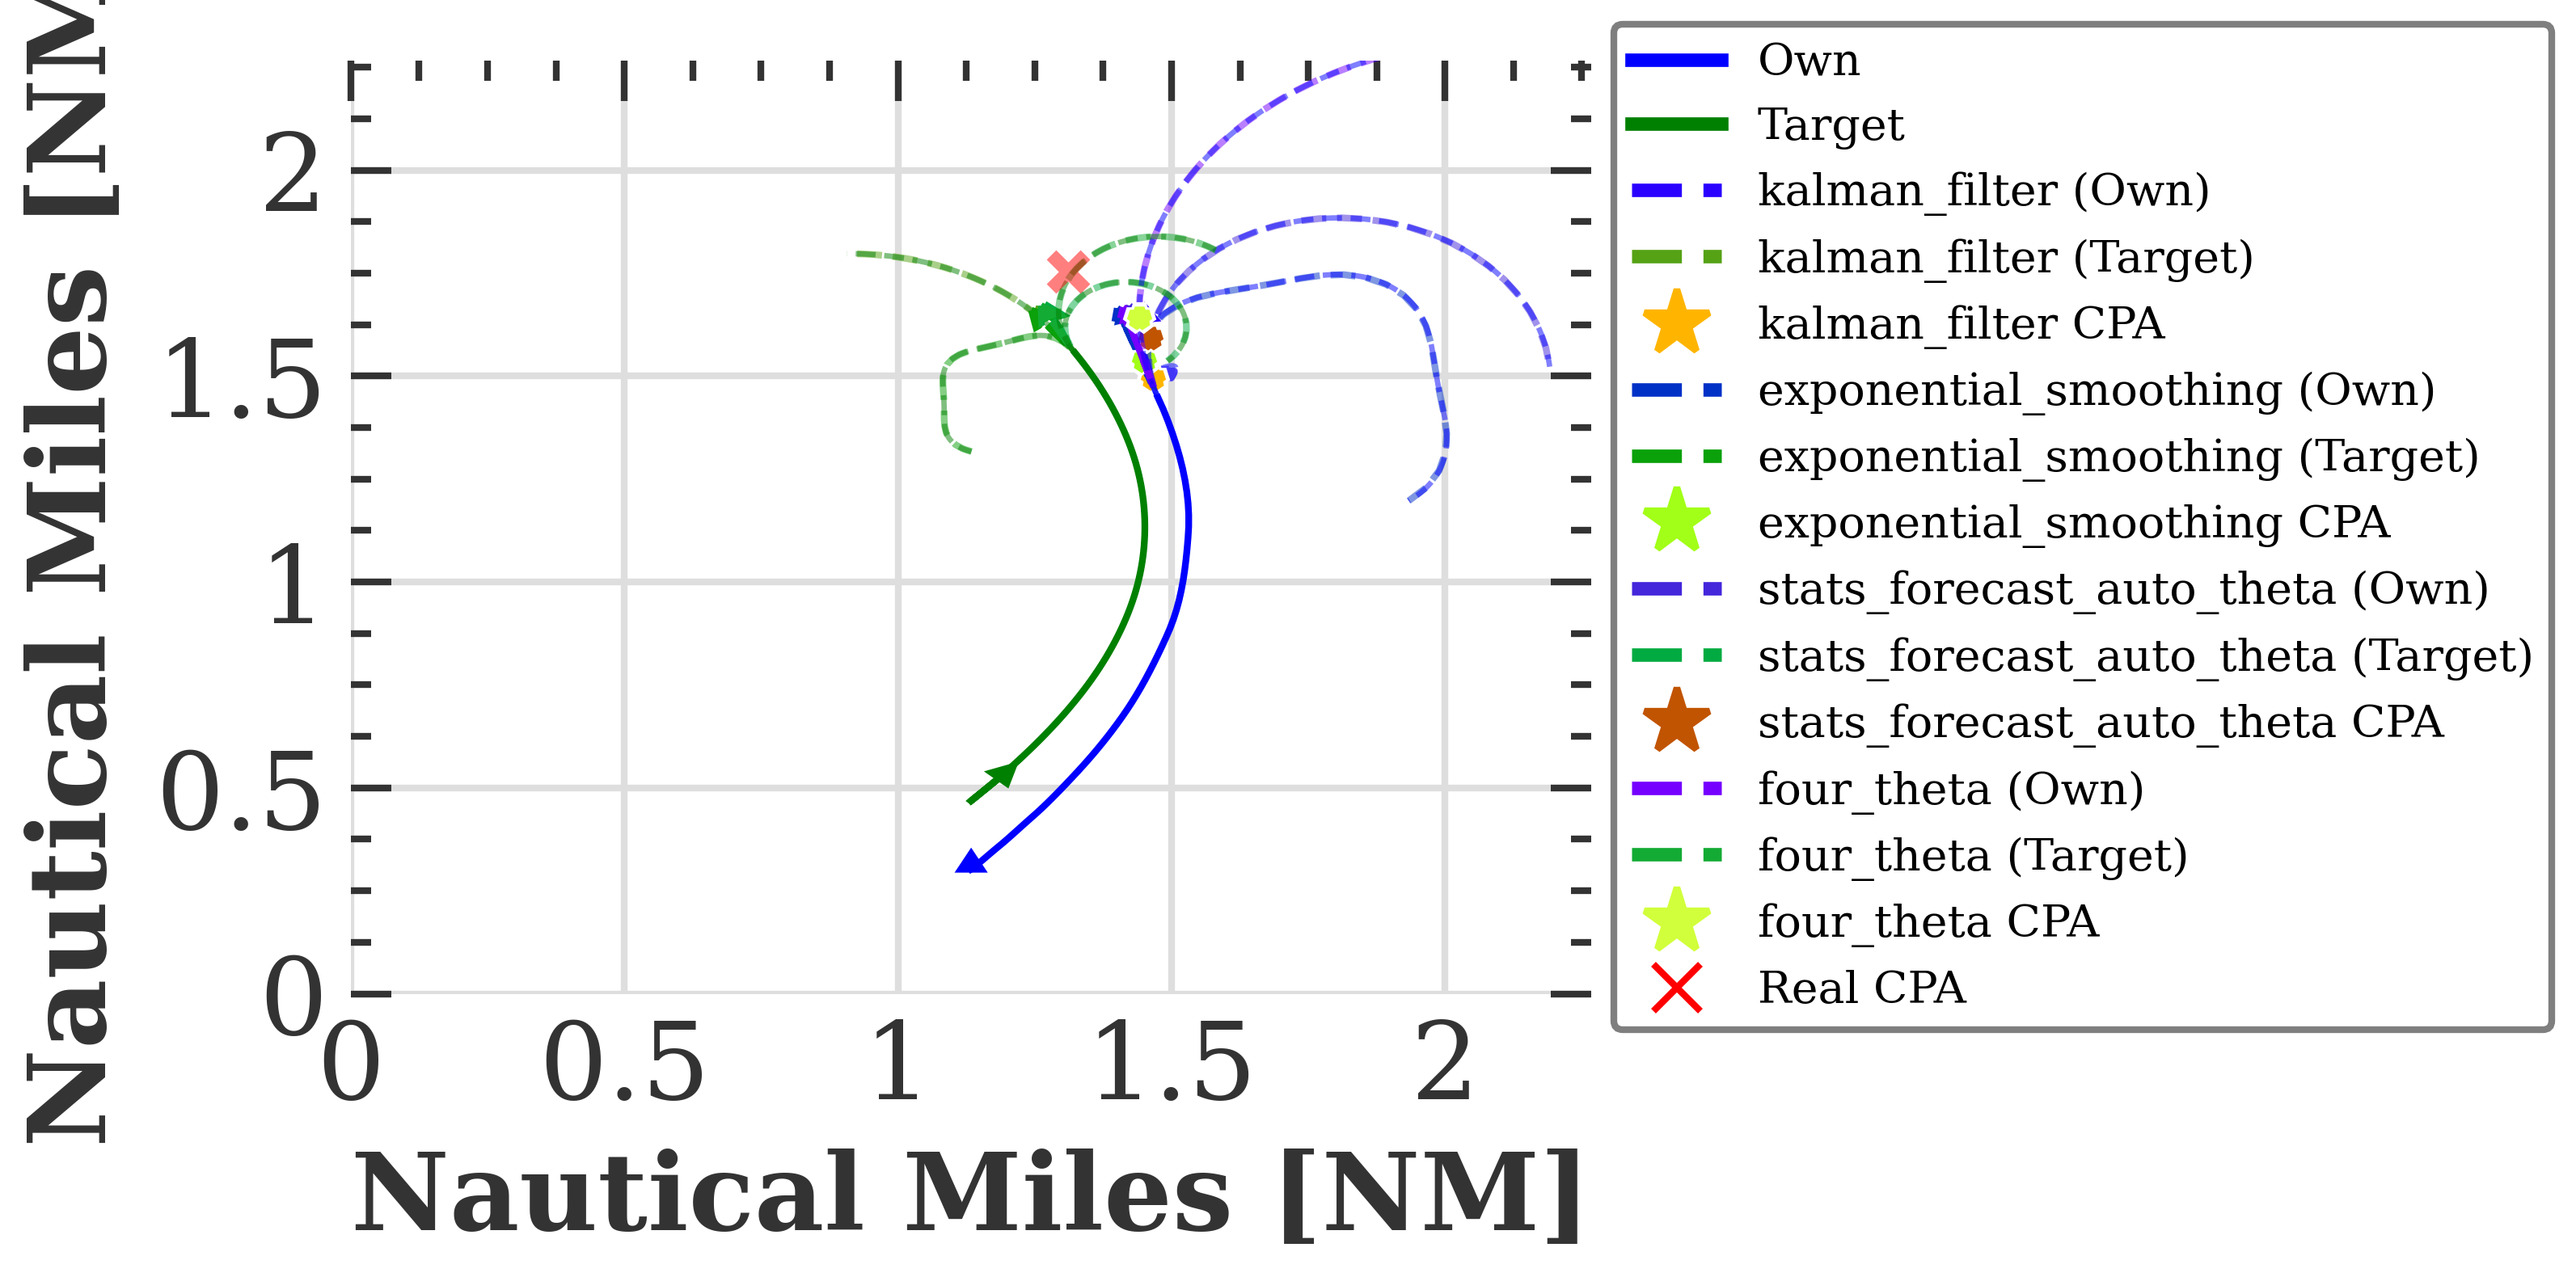 Nautical Miles [NM
2
1.5
1
0.5
0
0 0.5 1 1.5 2
Nautical Miles [NM]
Own
Target
kalman_filter (Own)
kalman_filter (Target)
kalman_filter CPA
exponential_smoothing (Own)
exponential_smoothing (Target)
exponential_smoothing CPA
stats_forecast_auto_theta (Own)
stats_forecast_auto_theta (Target)
stats_forecast_auto_theta CPA
four_theta (Own)
four_theta (Target)
four_theta CPA
Real CPA